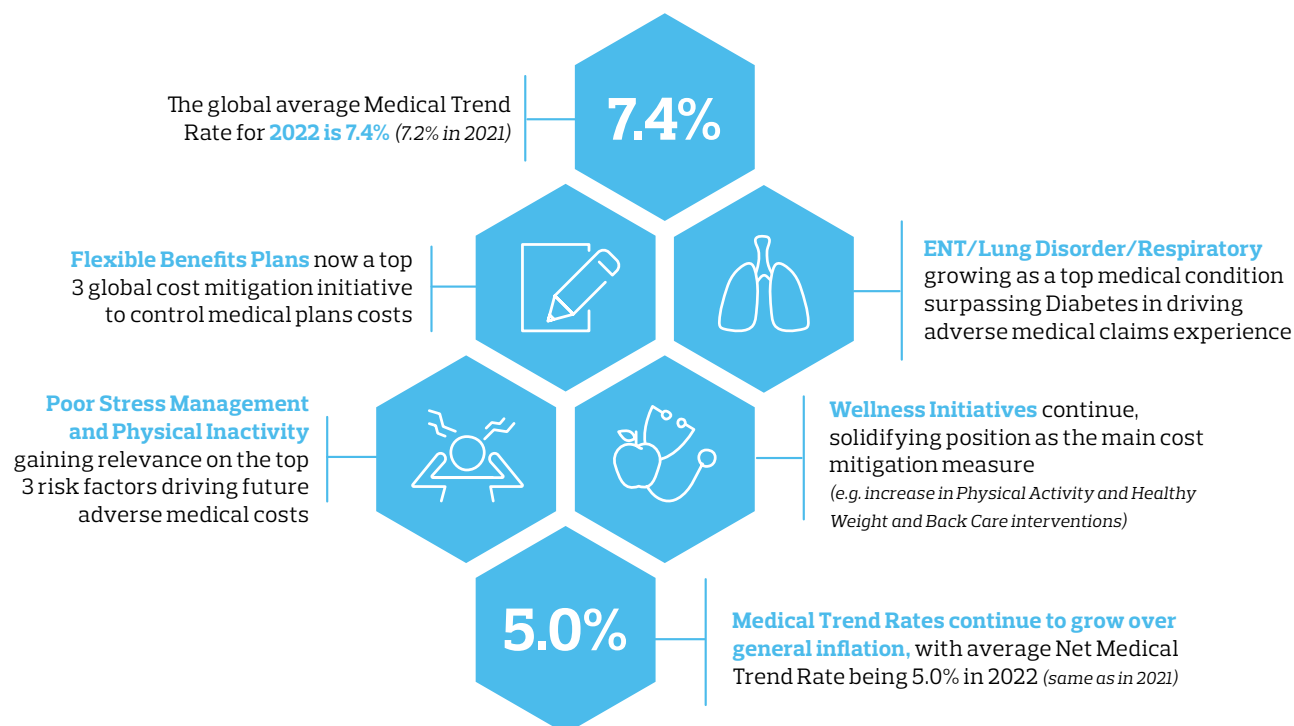 The global average Medical Trend
Rate for 2022 is 7.4% (7.2% in 2021)
7.4%
Flexible Benefits Plans now a top
3 global cost mitigation initiative
to control medical plans costs
ENT/Lung Disorder/Respiratory
growing as a top medical condition
surpassing Diabetes in driving
adverse medical claims experience
Poor Stress Management
and Physical Inactivity
gaining relevance on the top
3 risk factors driving future
adverse medical costs
Wellness Initiatives continue,
solidifying position as the main cost
mitigation measure
(e.g. increase in Physical Activity and Healthy
Weight and Back Care interventions)
5.0%
Medical Trend Rates continue to grow over
general inflation, with average Net Medical
Trend Rate being 5.0% in 2022 (same as in 2021)